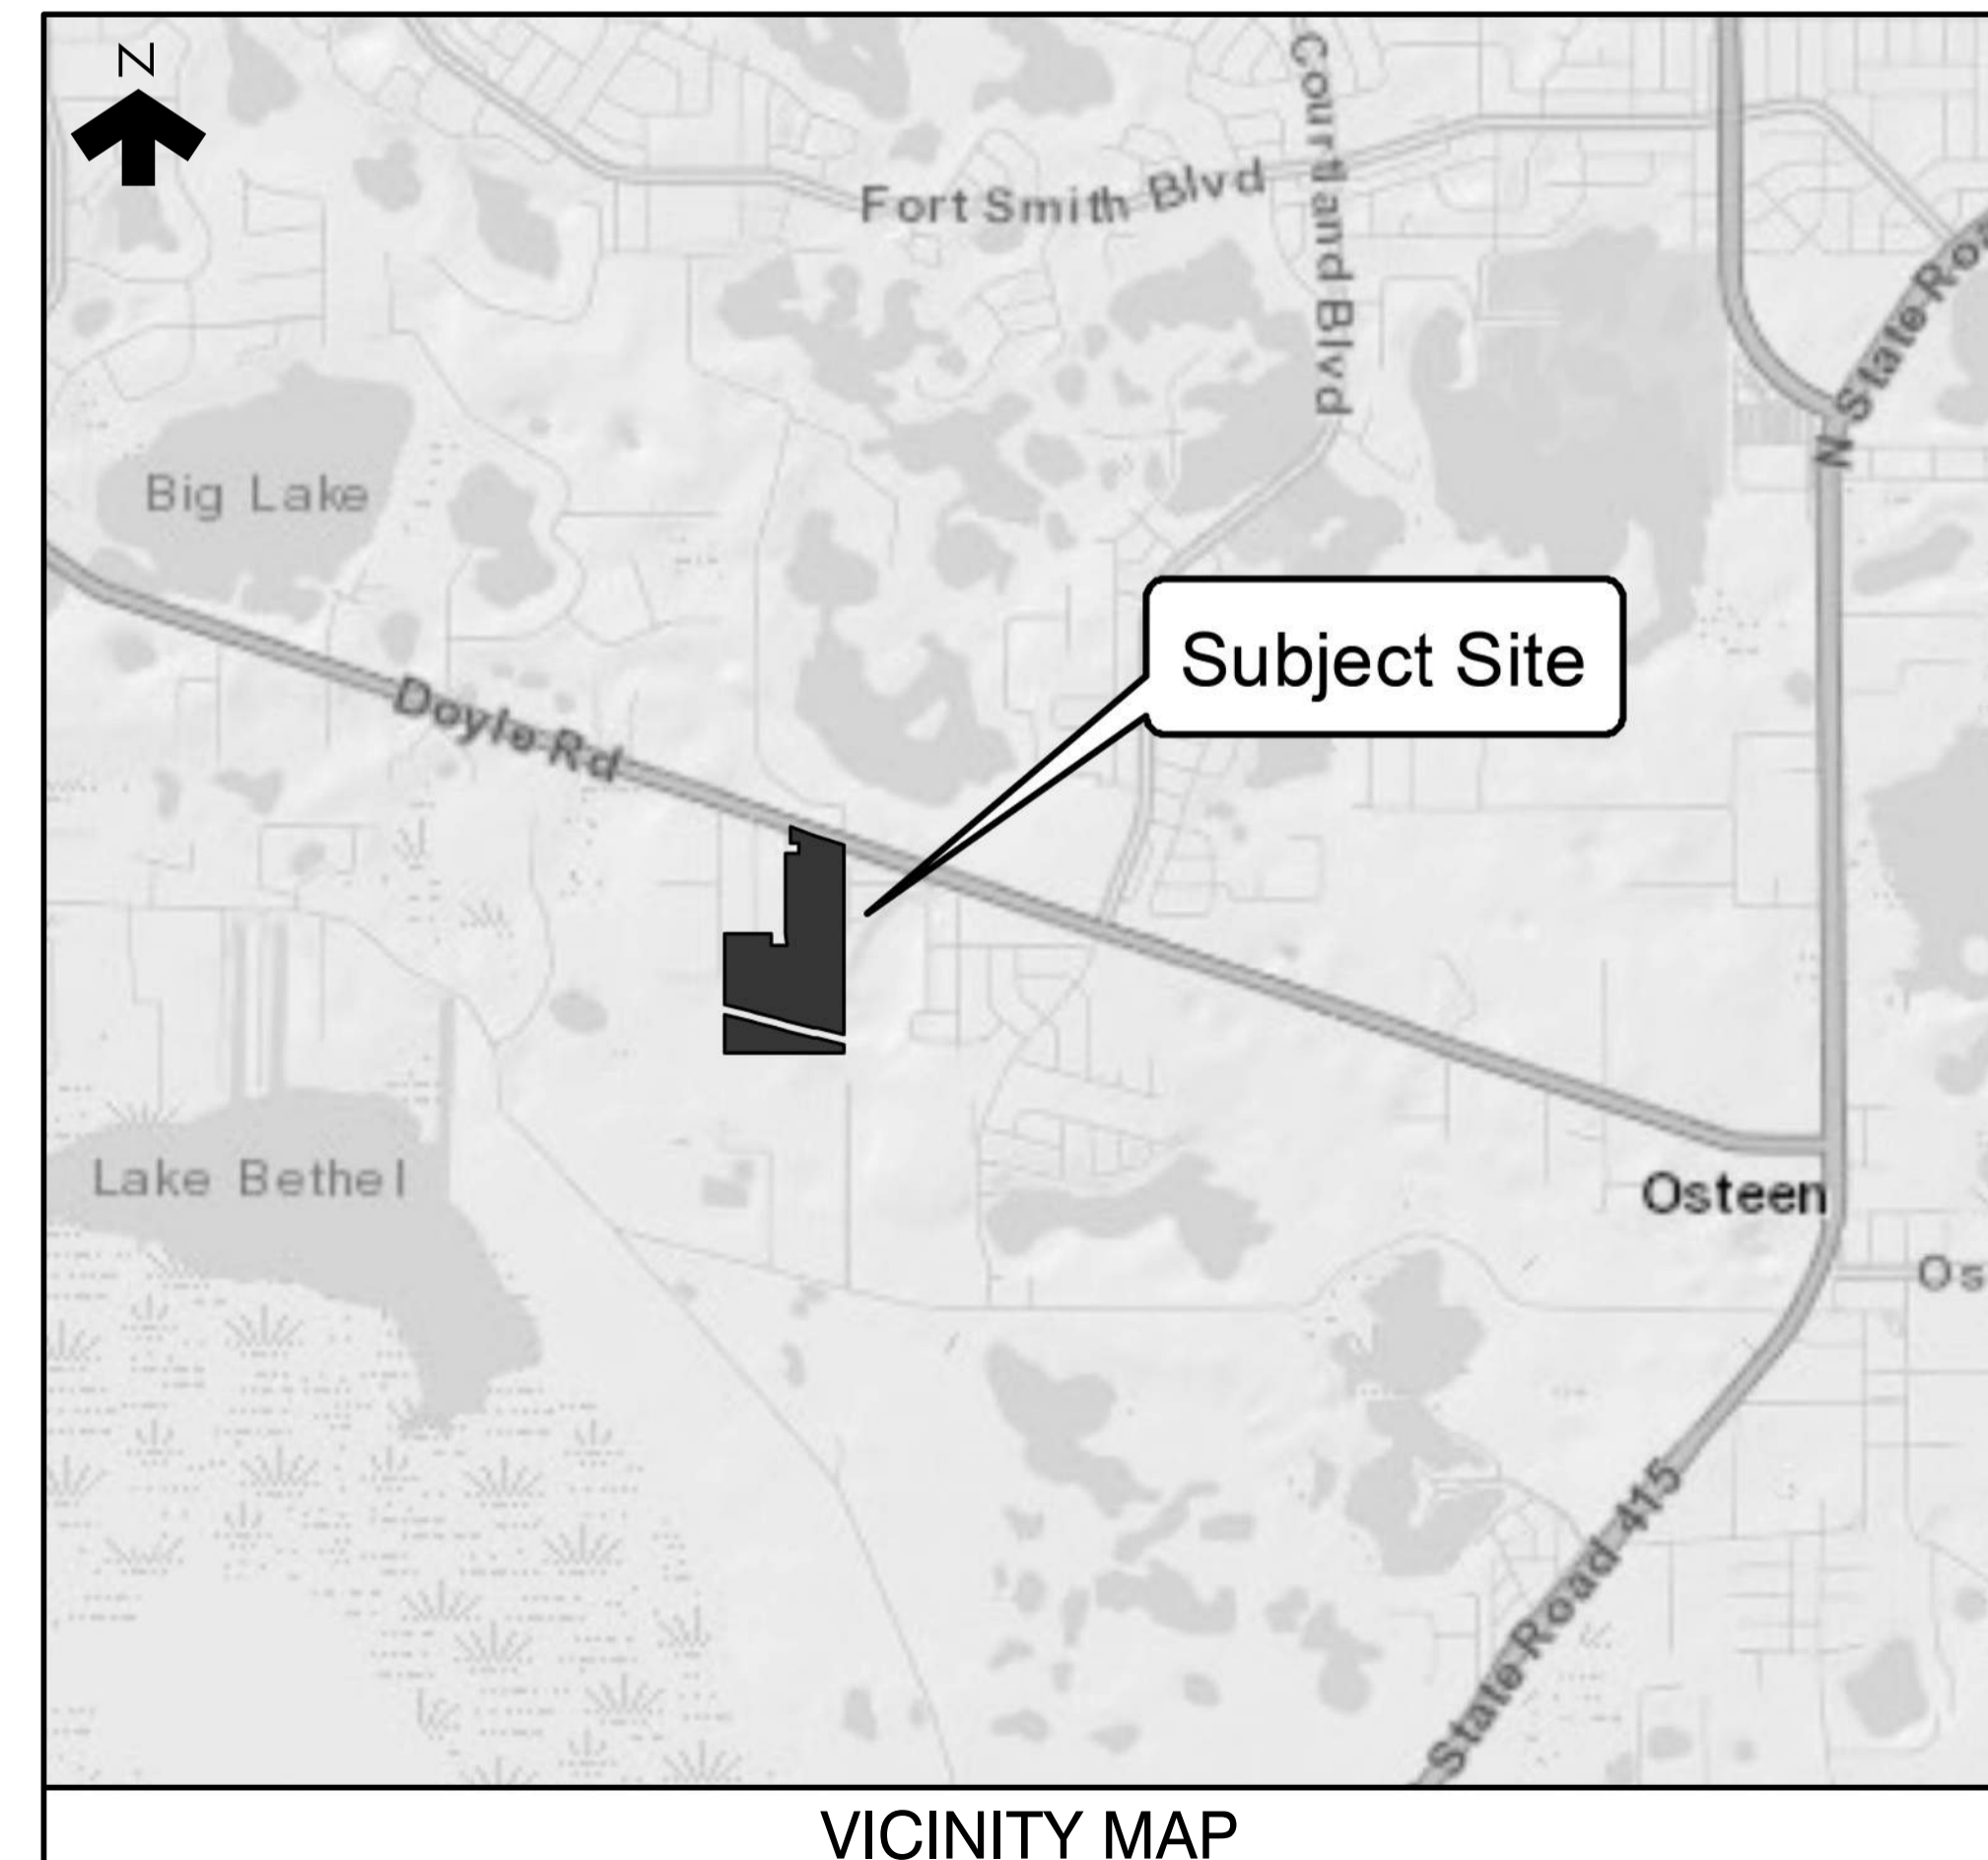 N
Courtland Blvd
Fort Smith Blvd
N State Roa
Big Lake
Subject Site
Doyle Rd
Lake Bethel
Osteen
Os
State Road 415
VICINITY MAP